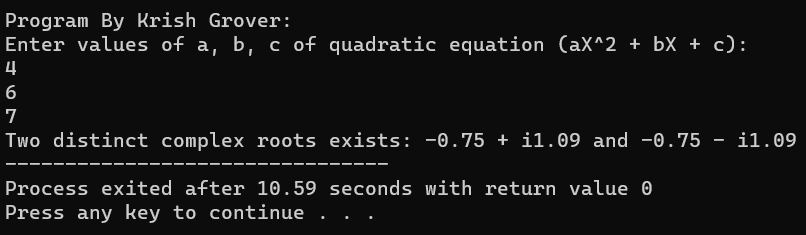 Program By Krish Grover:
Enter values of a, b, c of quadratic equation (aX^2 + bX + c):
4
6
7
Two distinct complex roots exists: -0.75 + i1.09 and -0.75 - i1.09
--------------------------------
Process exited after 10.59 seconds with return value 0
Press any key to continue . . .